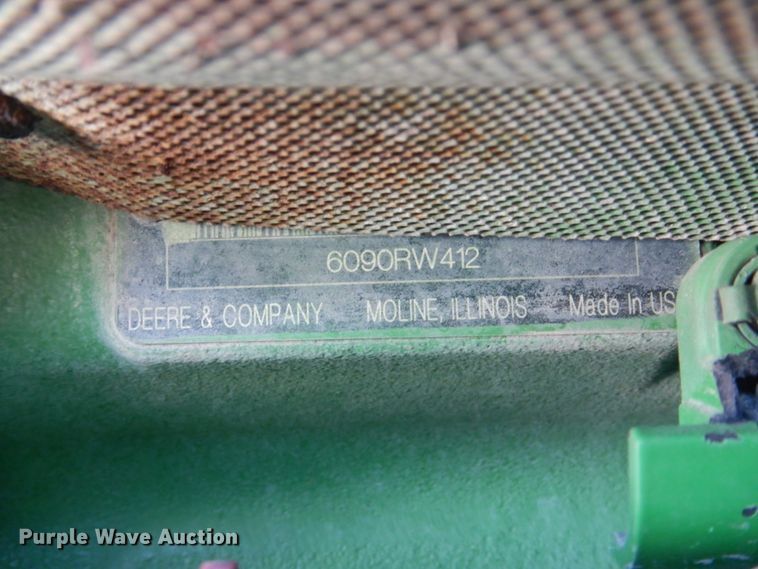 6090RW412
DEERE & COMPANY MOLINE, ILLINOIS Made In US
Purple Wave Auction